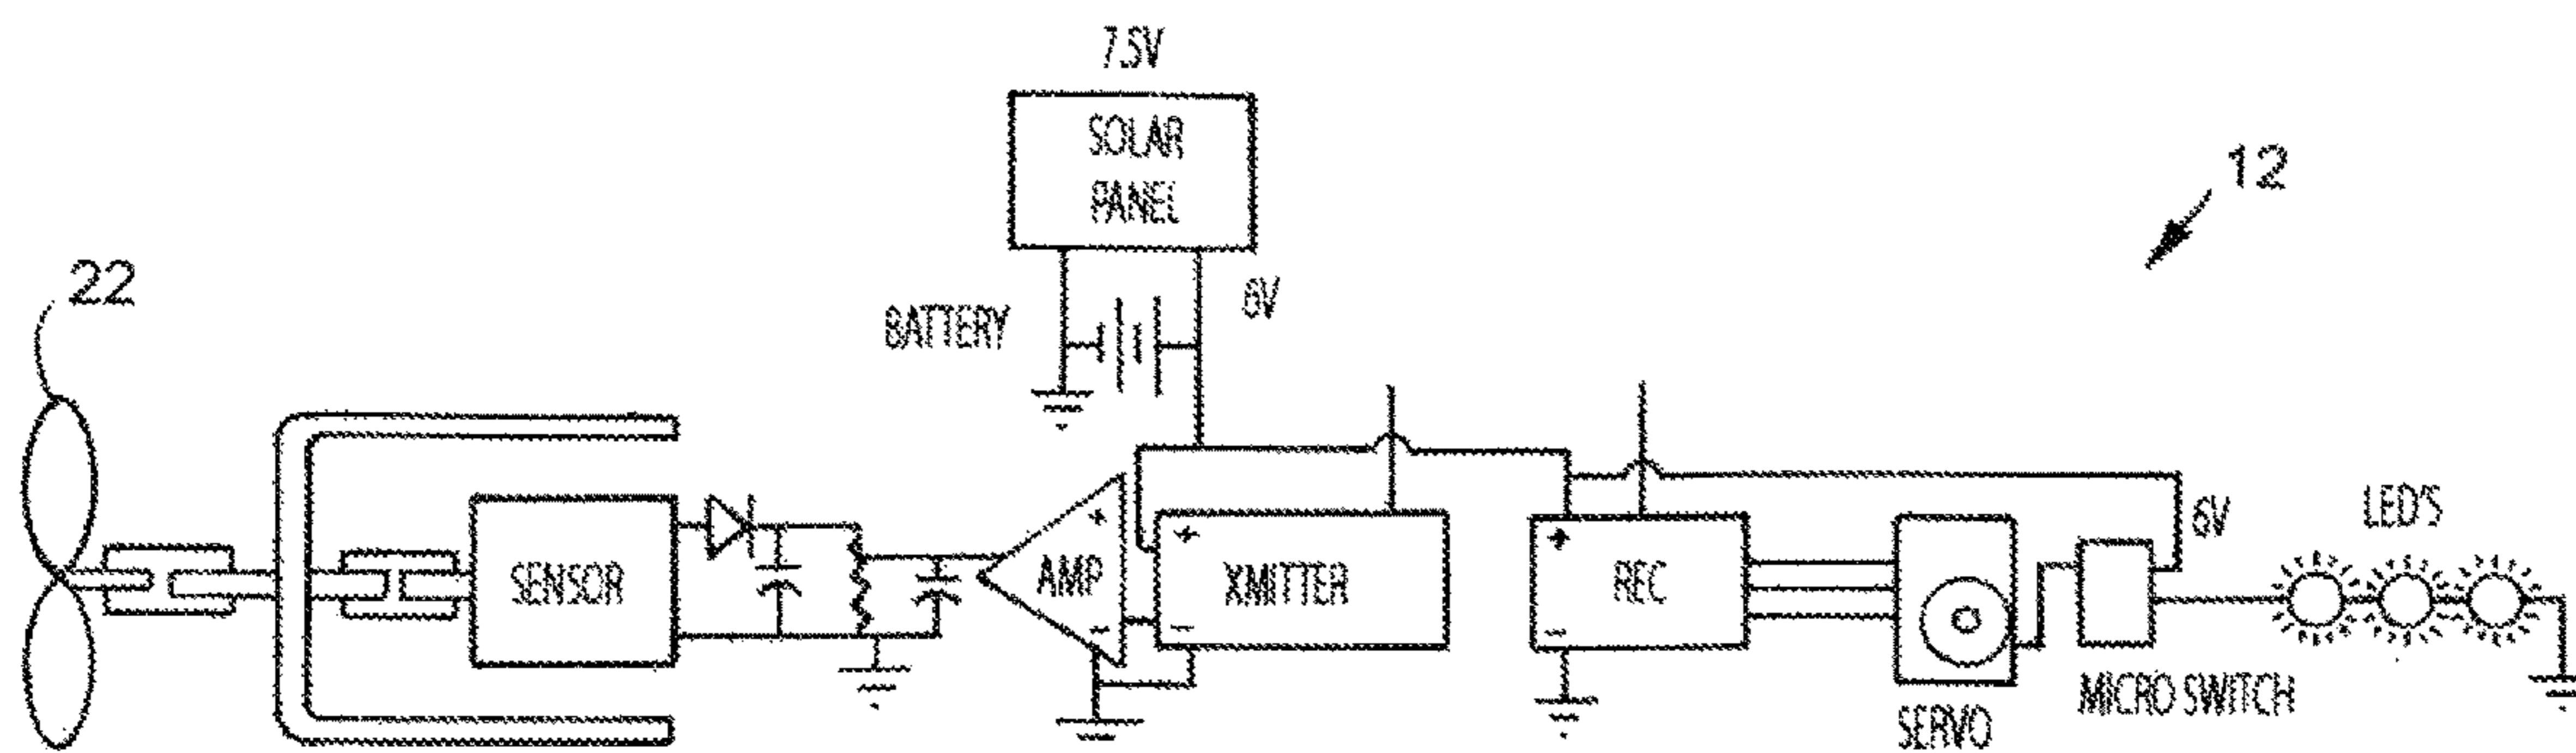 7.5V
SOLAR
PANEL
12
22
BATTERY
6V
6V
LED'S
+
+
+
SENSOR
AMP
XMITTER
REC
-
-
-
MICRO SWITCH
SERVO